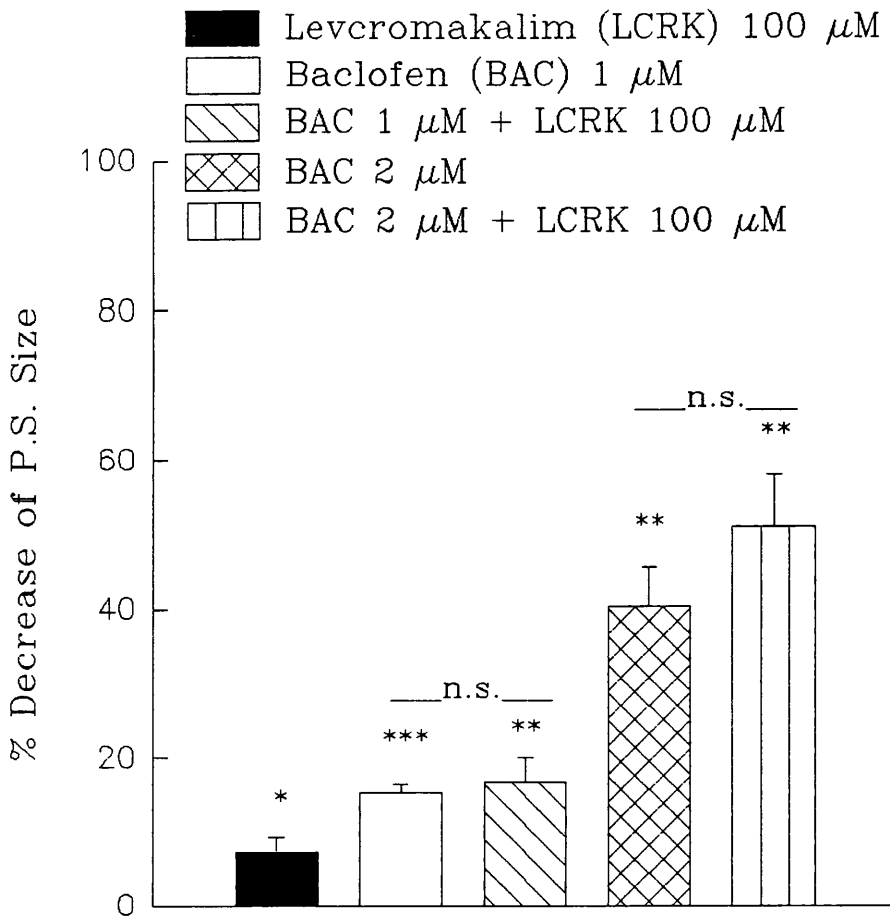 Levcromakalim (LCRK) 100 μM
Baclofen (BAC) 1 μM
BAC 1 μM + LCRK 100 μM
BAC 2 μM
BAC 2 μM + LCRK 100 μM
% Decrease of P.S. Size
100
80
60
40
20
0
n.s.
**
**
n.s.
***
**
*